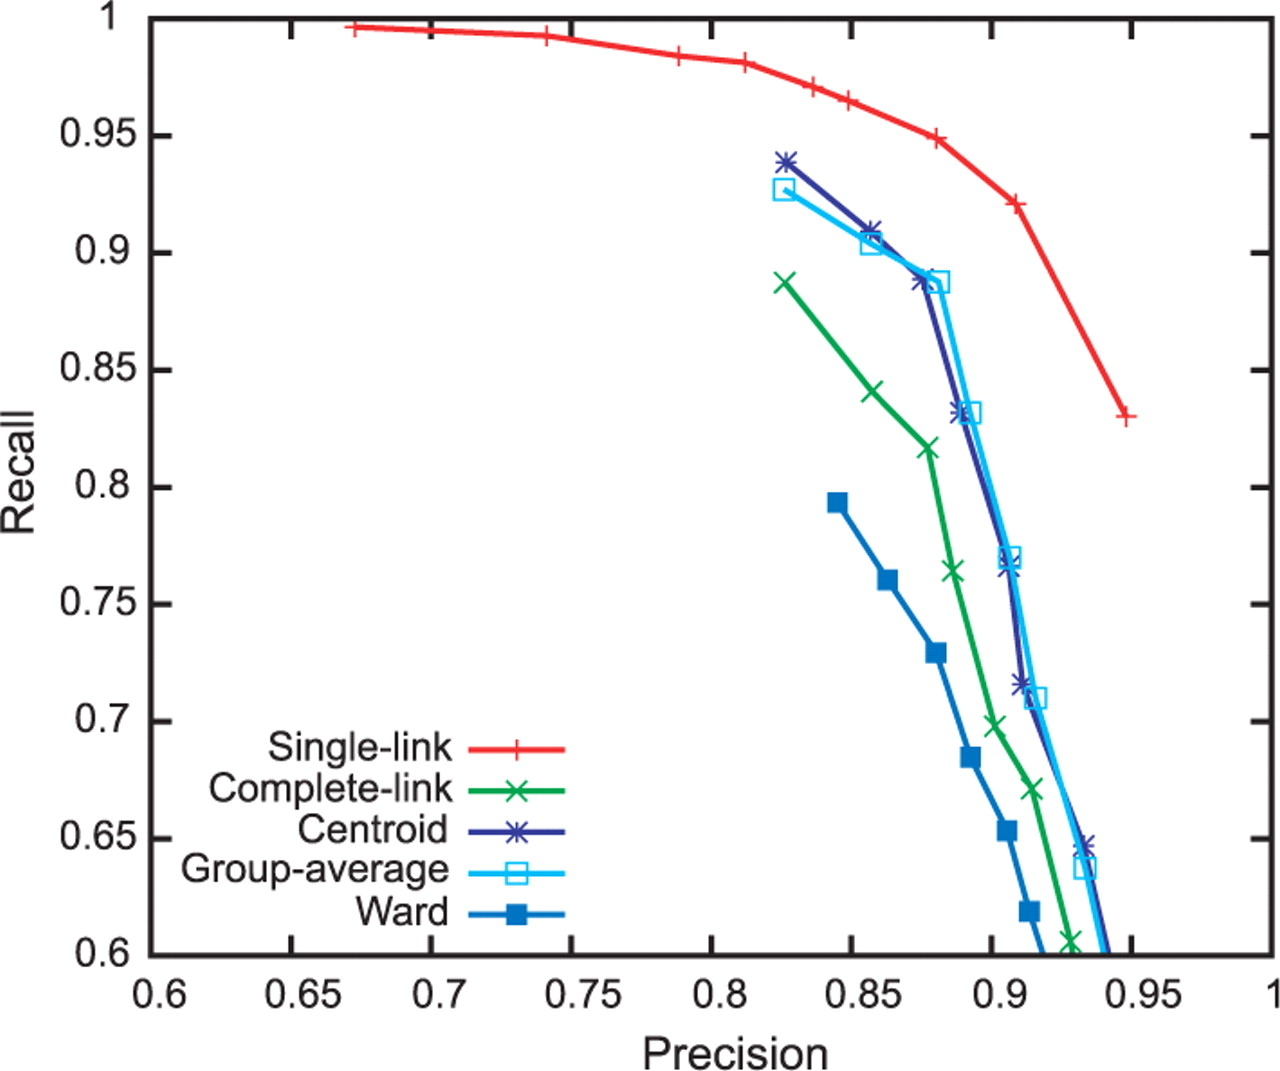 1
0.95
0.9
0.85
0.8
0.75
0.7
0.65
0.6
Recall
Single-link
Complete-link
Centroid
Group-average
Ward
0.6 0.65 0.7 0.75 0.8 0.85 0.9 0.95 1
Precision